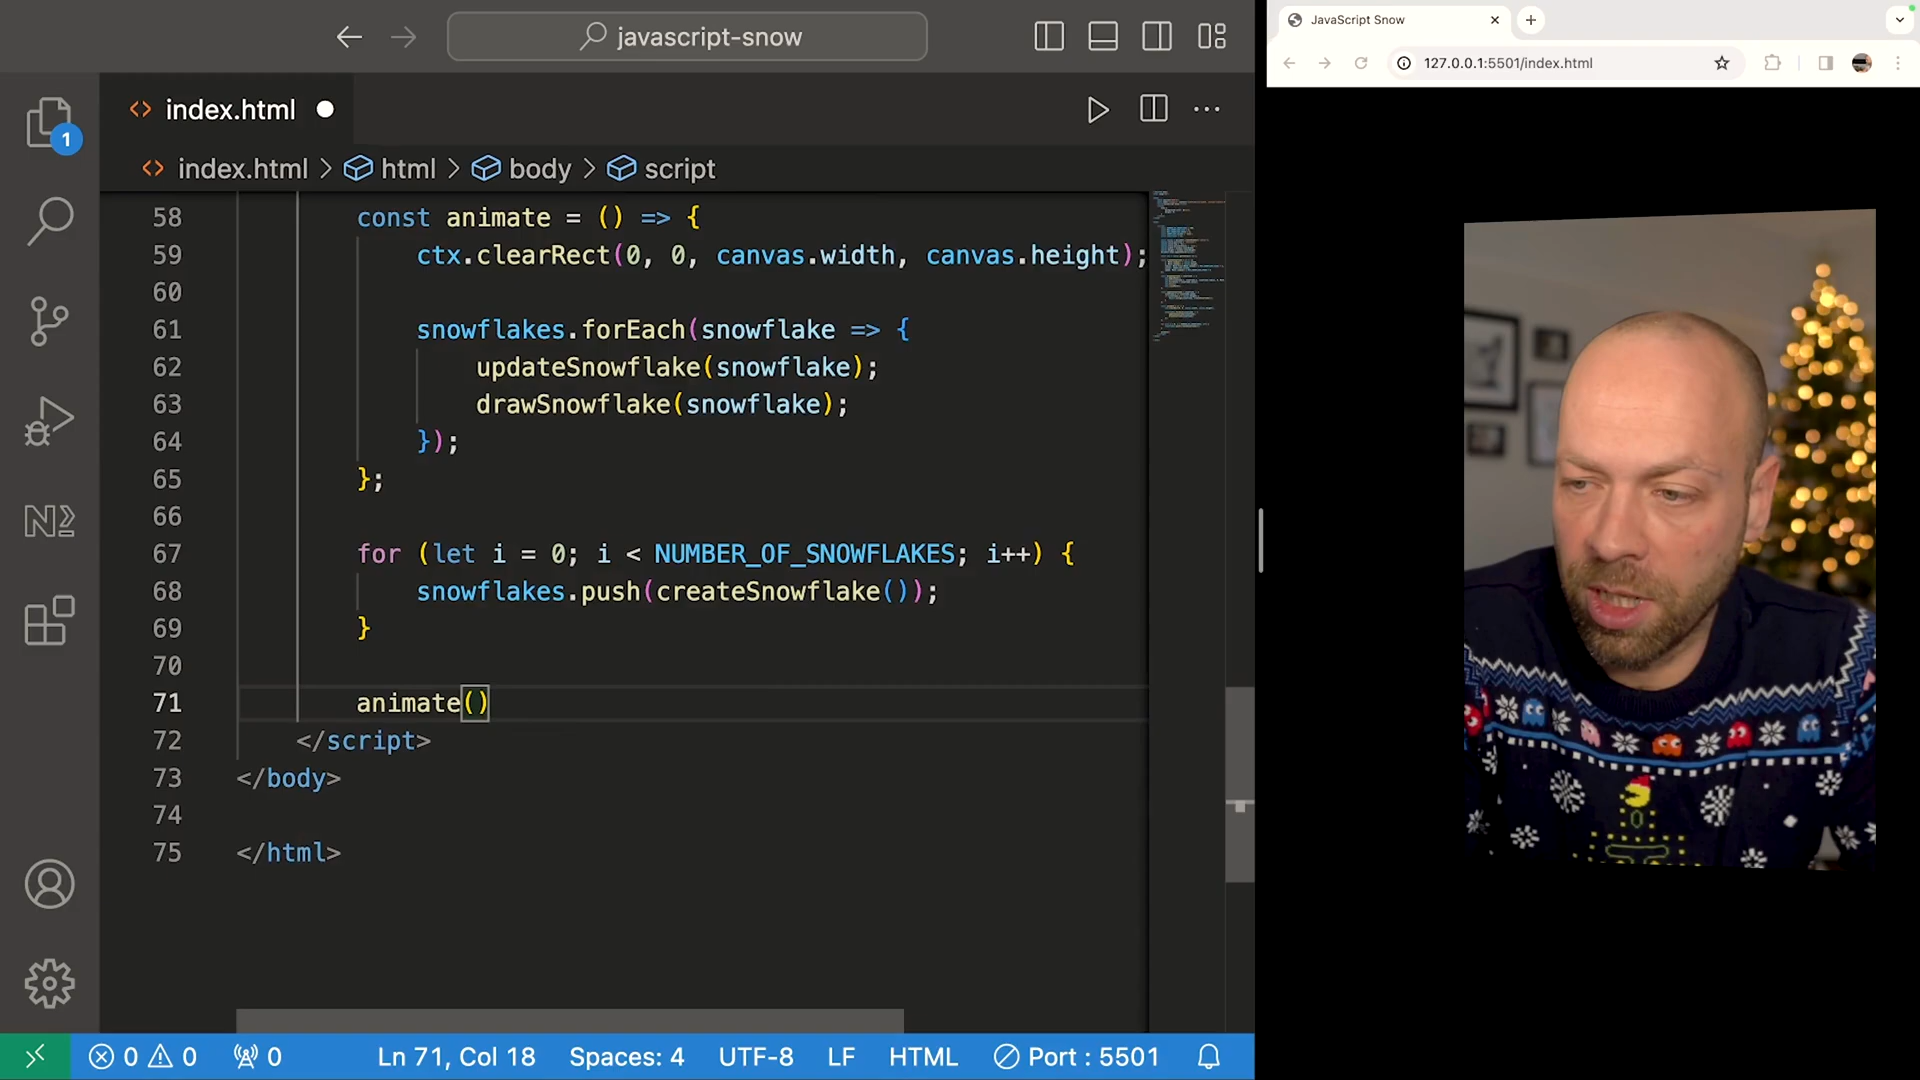 javascript-snow
index.html
1
index.html > html > body > script
58 const animate = () => {
59 ctx.clearRect(0, 0, canvas.width, canvas.height);
60
61 snowflakes.forEach(snowflake => {
62 updateSnowflake(snowflake);
63 drawSnowflake(snowflake);
64 });
65 };
66
67 for (let i = 0; i < NUMBER_OF_SNOWFLAKES; i++) {
68 snowflakes.push(createSnowflake());
69 }
70
71 animate()
72 </script>
73 </body>
74
75 </html>
0 0 0 Ln 71, Col 18 Spaces: 4 UTF-8 LF HTML Port : 5501
JavaScript Snow
127.0.0.1:5501/index.html